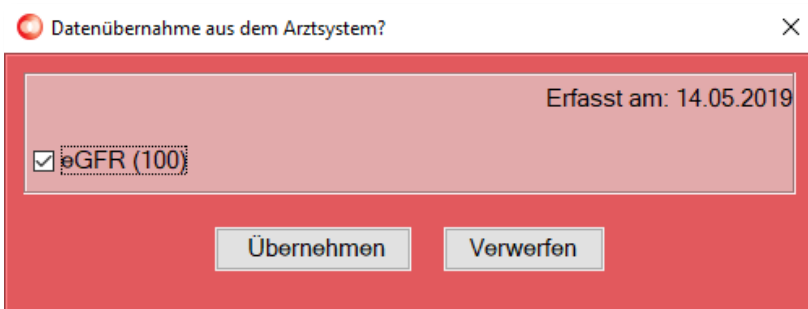 Datenübernahme aus dem Arztsystem?
Erfasst am: 14.05.2019
eGFR (100)
Übernehmen Verwerfen